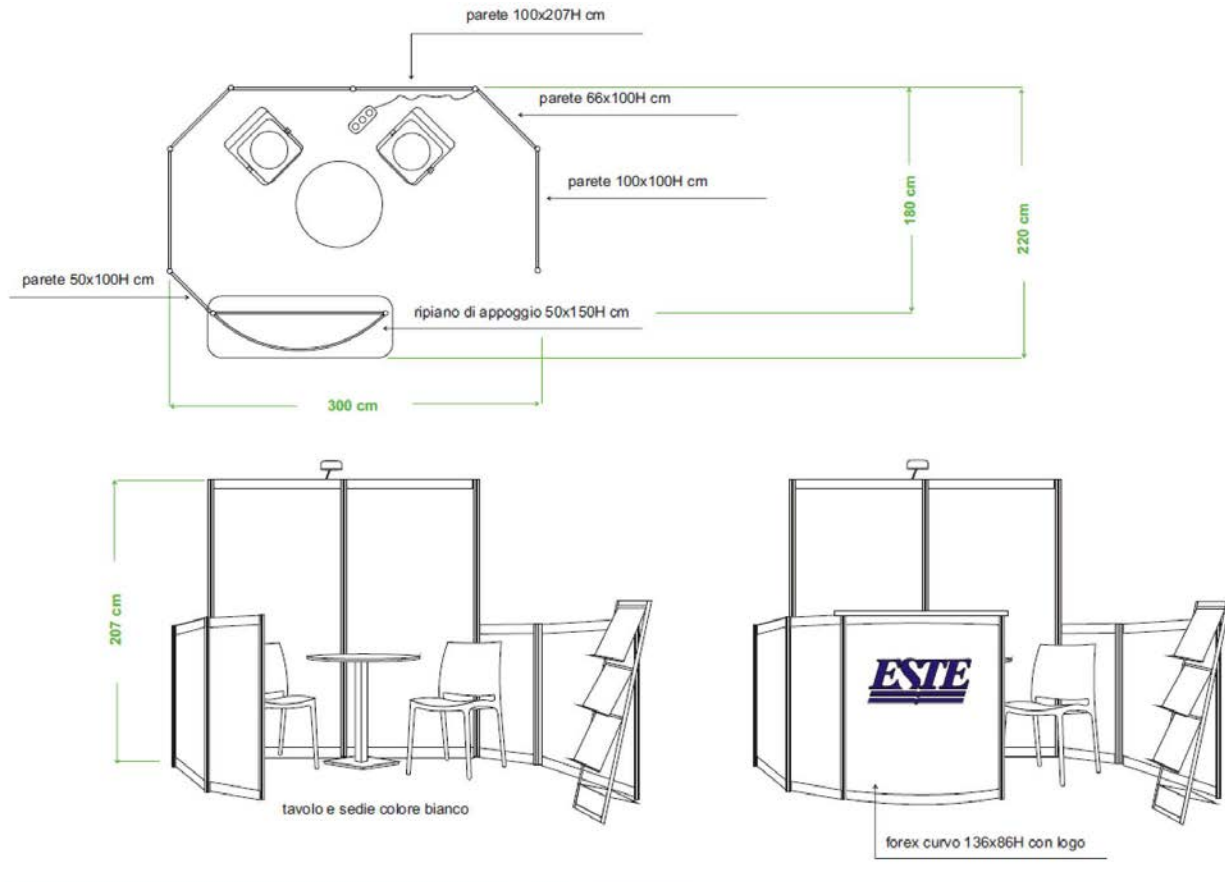 parete 100x207H cm
parete 66x100H cm
parete 100x100H cm
180 cm
220 cm
parete 50x100H cm
ripiano di appoggio 50x150H cm
300 cm
207 cm
ESTE
tavolo e sedie colore bianco
forex curvo 136x86H con logo